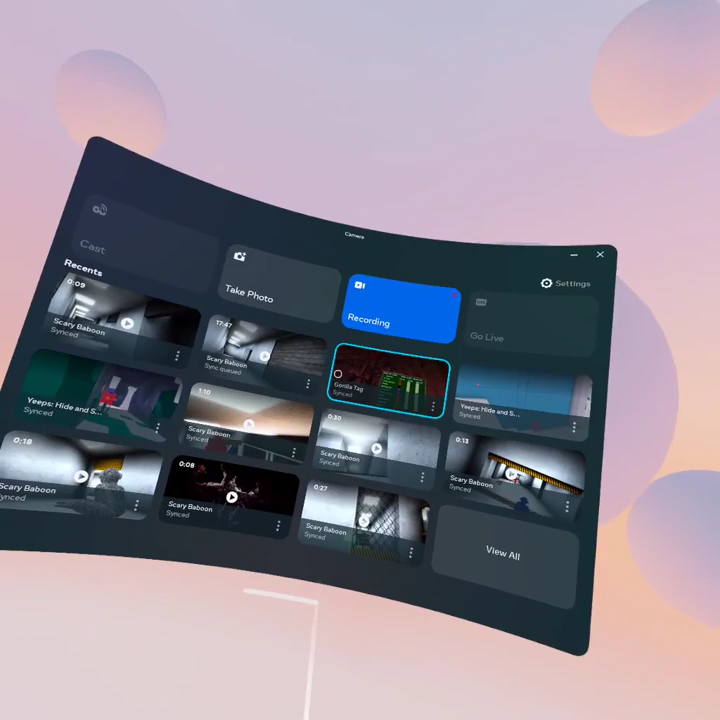 Camera
Settings
Cast
Take Photo
Recording
Go Live
Recents
0:09
Scary Baboon
Synced
17:47
Scary Baboon
Sync queued
Gorilla Tag
Synced
Yeeps: Hide and S...
Synced
Yeeps: Hide and S...
Synced
1:10
Scary Baboon
Synced
0:30
Scary Baboon
Synced
0:13
Scary Baboon
Synced
0:18
Scary Baboon
Synced
0:08
Scary Baboon
Synced
0:27
Scary Baboon
Synced
View All